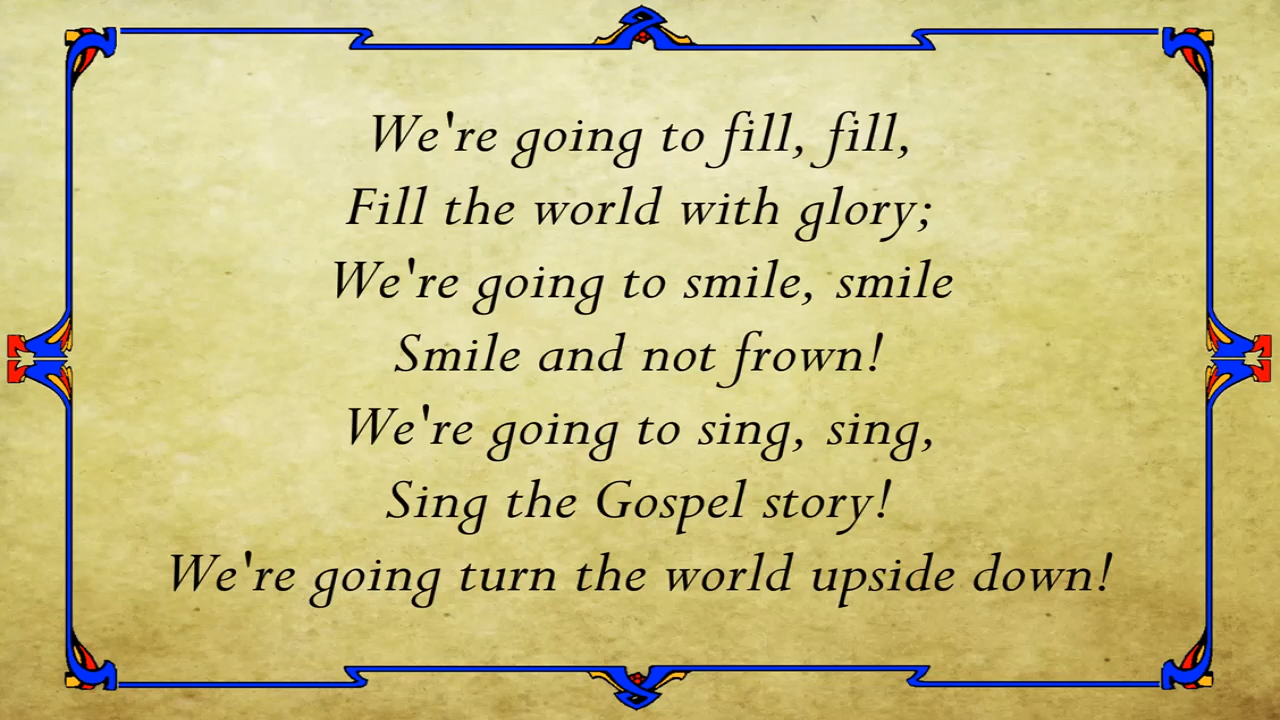 We're going to fill, fill,
Fill the world with glory;
We're going to smile, smile
Smile and not frown!
We're going to sing, sing,
Sing the Gospel story!
We're going turn the world upside down!